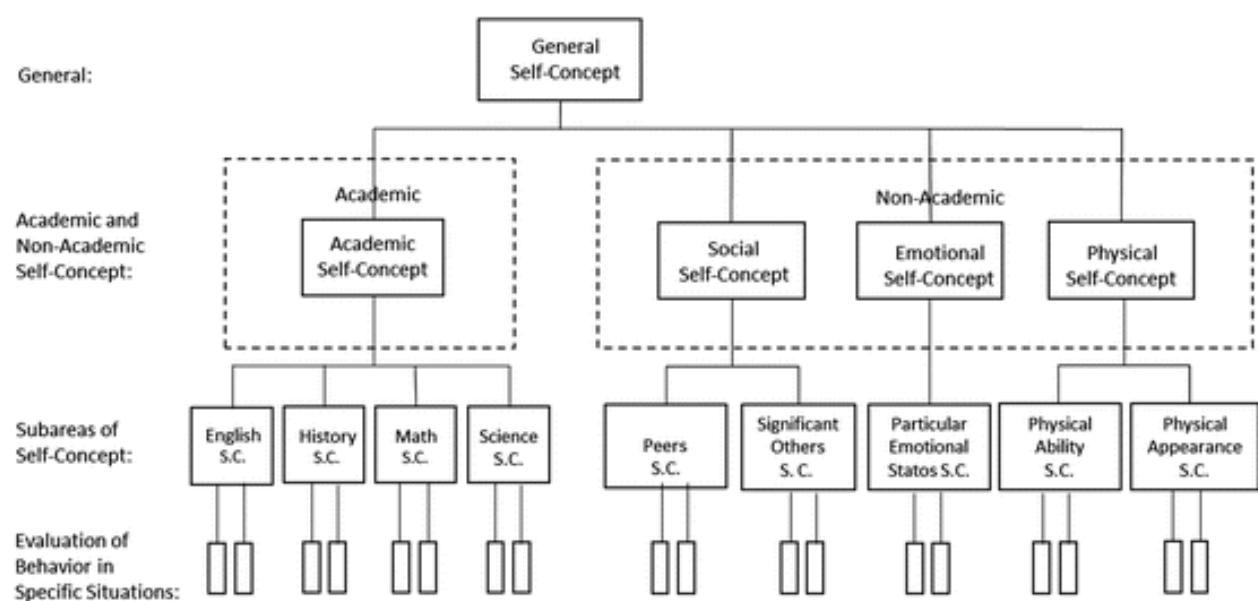 General
Self-Concept
General:
Academic
Non-Academic
Academic and
Non-Academic
Self-Concept:
Academic
Self-Concept
Social
Self-Concept
Emotional
Self-Concept
Physical
Self-Concept
Subareas of
Self-Concept:
English
S.C.
History
S.C.
Math
S.C.
Science
S.C.
Peers
S.C.
Significant
Others
S. C.
Particular
Emotional
Statos S.C.
Physical
Ability
S.C.
Physical
Appearance
S.C.
Evaluation of
Behavior in
Specific Situations: